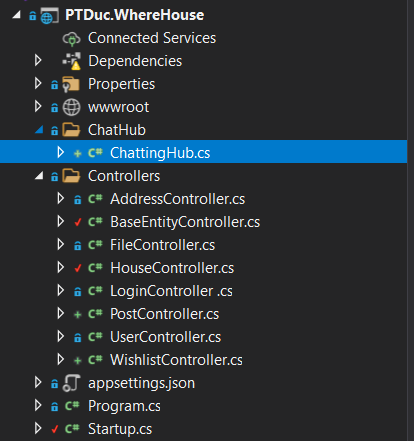 PTDuc.WhereHouse
Connected Services
Dependencies
Properties
wwwroot
ChatHub
C# ChattingHub.cs
Controllers
C# AddressController.cs
C# BaseEntityController.cs
C# FileController.cs
C# HouseController.cs
C# LoginController .cs
C# PostController.cs
C# UserController.cs
C# WishlistController.cs
appsettings.json
C# Program.cs
C# Startup.cs